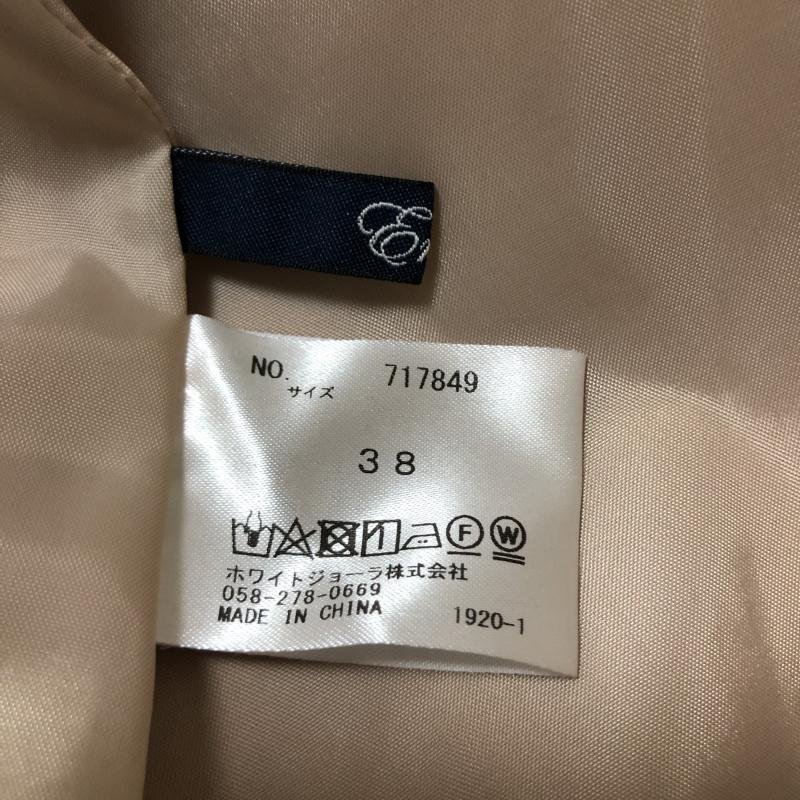 NO. 717849
サイズ
38
F W
ホワイトジョーラ株式会社
058-278-0669
MADE IN CHINA 1920-1